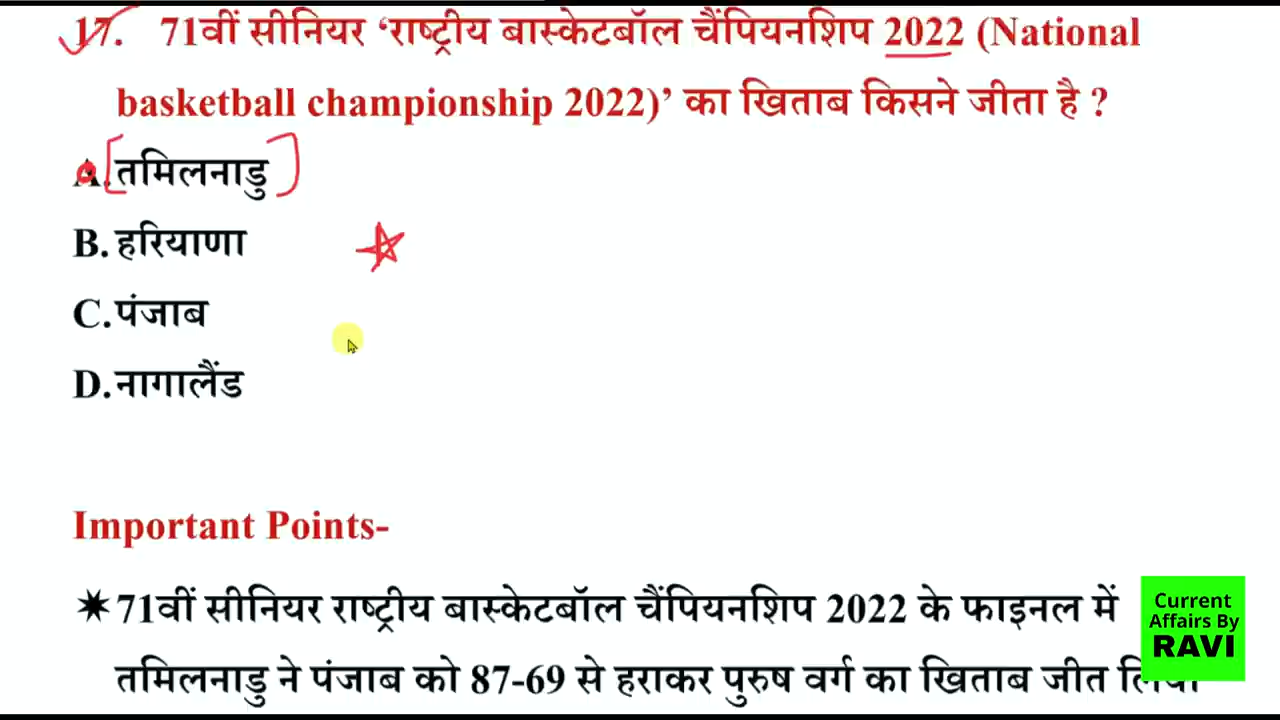 17. 71वीं सीनियर ‘राष्ट्रीय बास्केटबॉल चैंपियनशिप 2022 (National
basketball championship 2022)’ का खिताब किसने जीता है ?
A. तमिलनाडु
B. हरियाणा
C. पंजाब
D. नागालैंड
Important Points-
71वीं सीनियर राष्ट्रीय बास्केटबॉल चैंपियनशिप 2022 के फाइनल में
तमिलनाडु ने पंजाब को 87-69 से हराकर पुरुष वर्ग का खिताब जीत
Current
Affairs By
RAVI